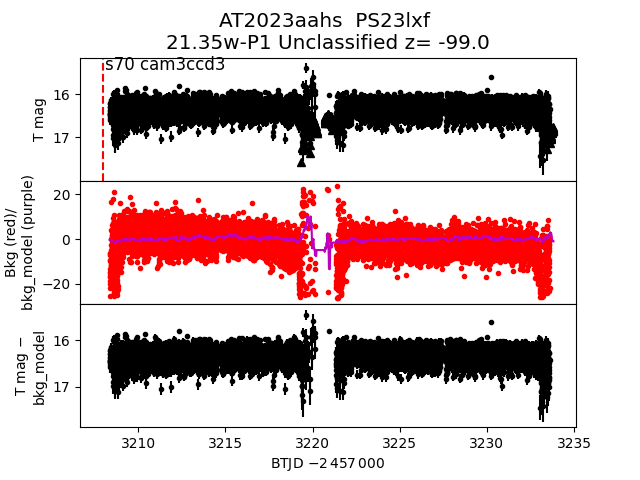 AT2023aahs PS23lxf
21.35w-P1 Unclassified z= -99.0
s70 cam3ccd3
16
17
T mag
20
0
−20
Bkg (red)/
bkg_model (purple)
16
17
T mag −
bkg_model
3210 3215 3220 3225 3230 3235
BTJD −2 457 000